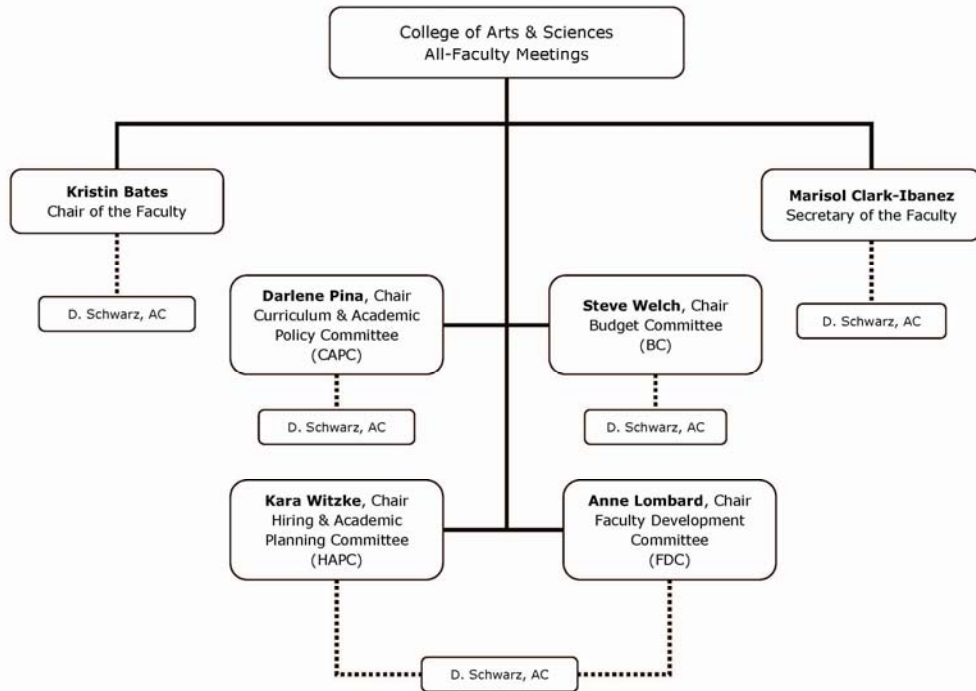 College of Arts & Sciences
All-Faculty Meetings
Kristin Bates
Chair of the Faculty
Marisol Clark-Ibanez
Secretary of the Faculty
D. Schwarz, AC
D. Schwarz, AC
Darlene Pina, Chair
Curriculum & Academic
Policy Committee
(CAPC)
Steve Welch, Chair
Budget Committee
(BC)
D. Schwarz, AC
D. Schwarz, AC
Kara Witzke, Chair
Hiring & Academic
Planning Committee
(HAPC)
Anne Lombard, Chair
Faculty Development
Committee
(FDC)
D. Schwarz, AC